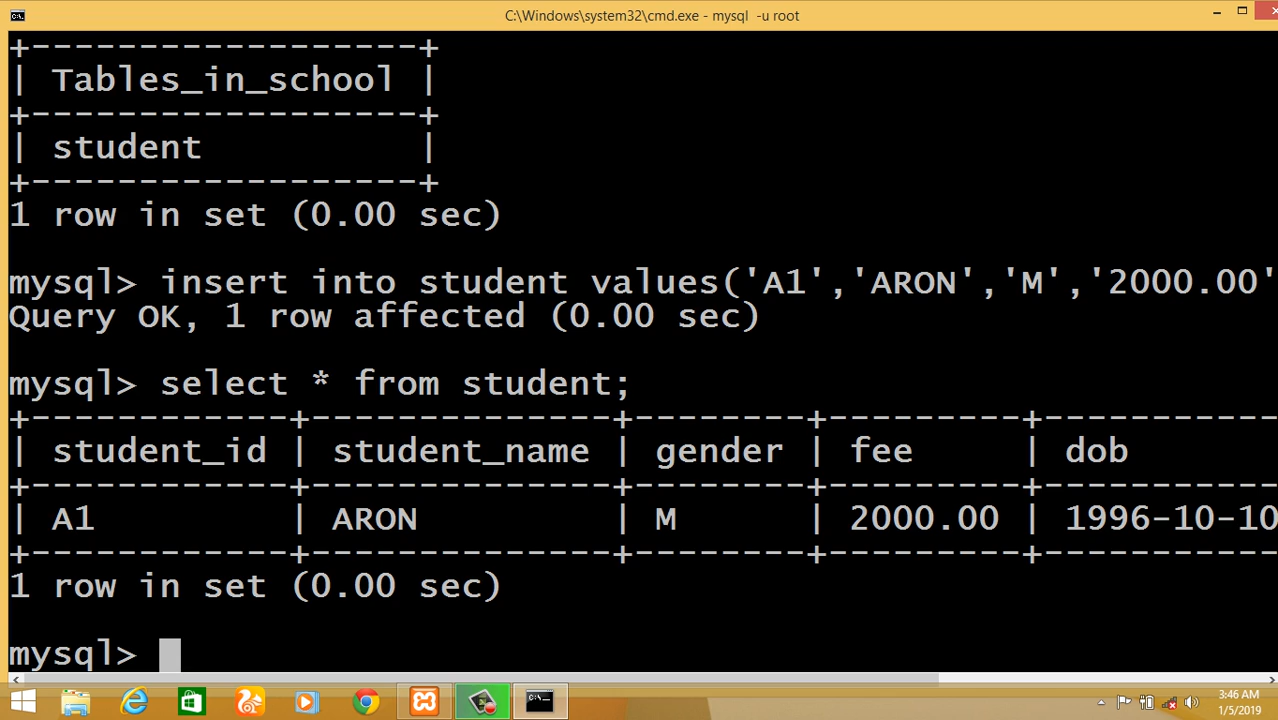 C:\Windows\system32\cmd.exe - mysql  -u root
+------------------+
| Tables_in_school |
+------------------+
| student          |
+------------------+
1 row in set (0.00 sec)
mysql> insert into student values('A1','ARON','M','2000.00'
Query OK, 1 row affected (0.00 sec)
mysql> select * from student;
+------------+--------------+--------+---------+-----------
| student_id | student_name | gender | fee     | dob
+------------+--------------+--------+---------+-----------
| A1         | ARON         | M      | 2000.00 | 1996-10-10
+------------+--------------+--------+---------+-----------
1 row in set (0.00 sec)
mysql>
3:46 AM
1/5/2019